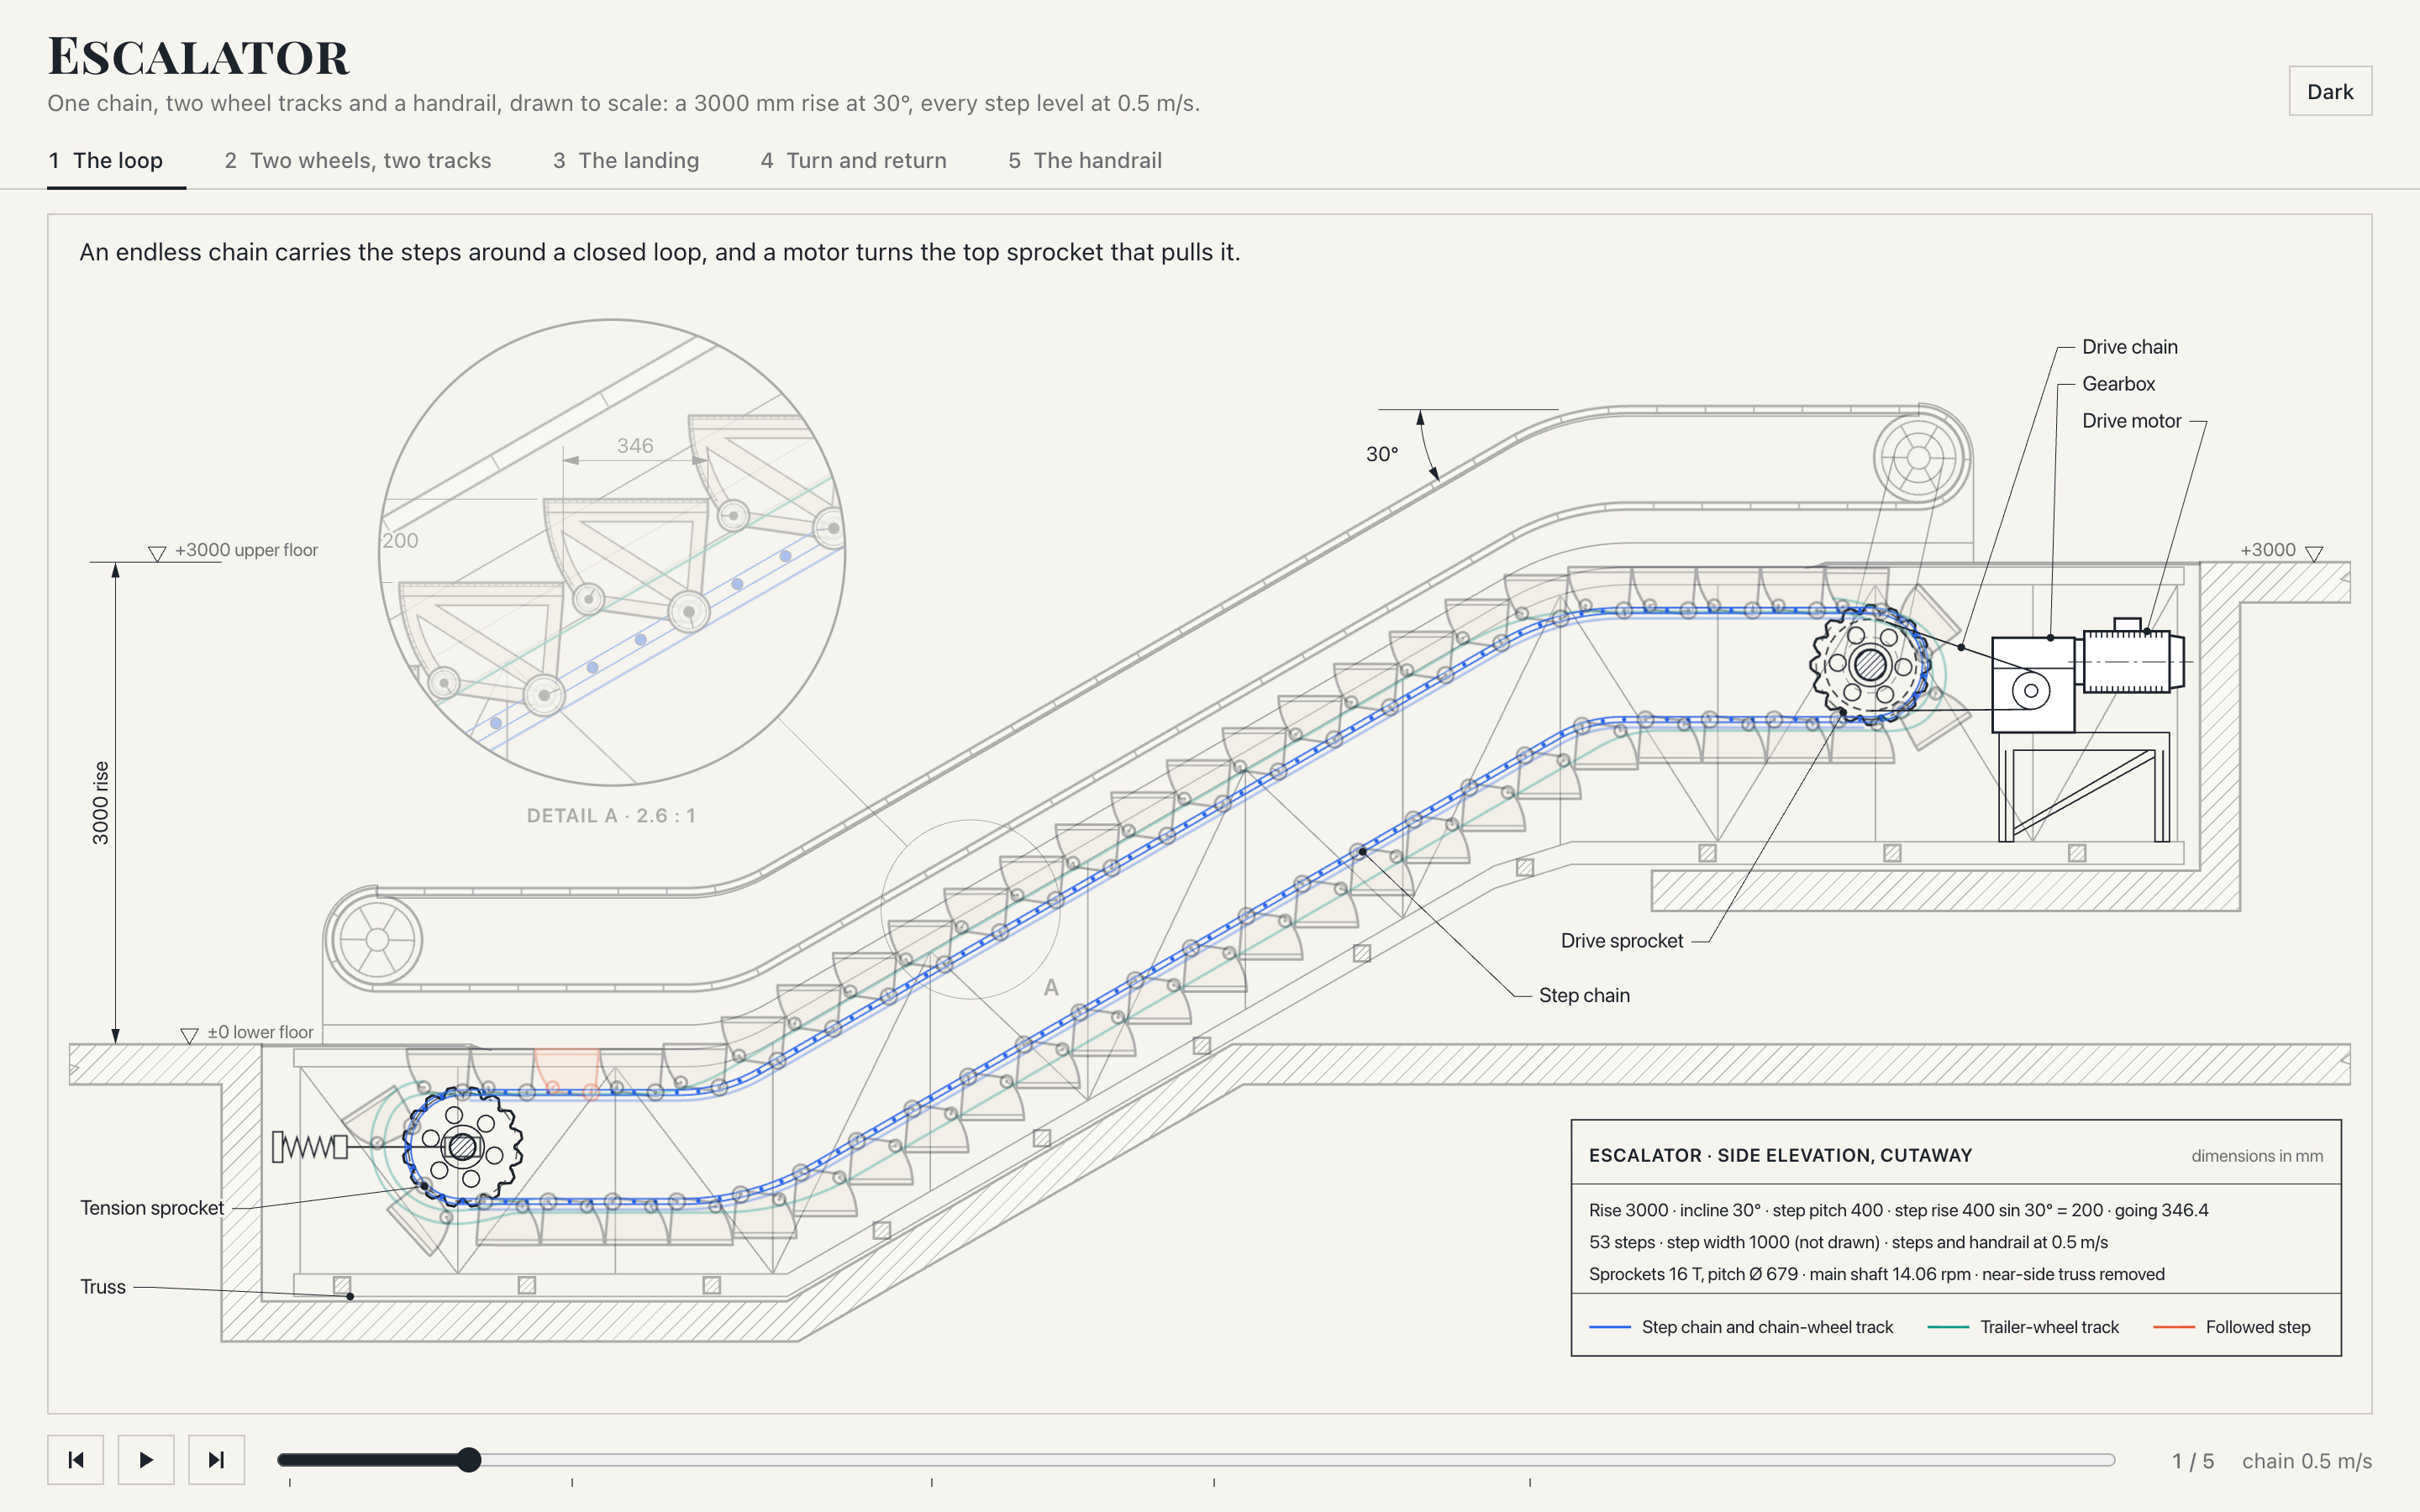 ESCALATOR
One chain, two wheel tracks and a handrail, drawn to scale: a 3000 mm rise at 30°, every step level at 0.5 m/s.
Dark
1 The loop
2 Two wheels, two tracks
3 The landing
4 Turn and return
5 The handrail
An endless chain carries the steps around a closed loop, and a motor turns the top sprocket that pulls it.
Drive chain
Gearbox
Drive motor
346
30°
200
+3000 upper floor
+3000
3000 rise
DETAIL A · 2.6 : 1
Drive sprocket
A
Step chain
±0 lower floor
Tension sprocket
Truss
ESCALATOR · SIDE ELEVATION, CUTAWAY
dimensions in mm
Rise 3000 · incline 30° · step pitch 400 · step rise 400 sin 30° = 200 · going 346.4
53 steps · step width 1000 (not drawn) · steps and handrail at 0.5 m/s
Sprockets 16 T, pitch Ø 679 · main shaft 14.06 rpm · near-side truss removed
Step chain and chain-wheel track
Trailer-wheel track
Followed step
1 / 5
chain 0.5 m/s